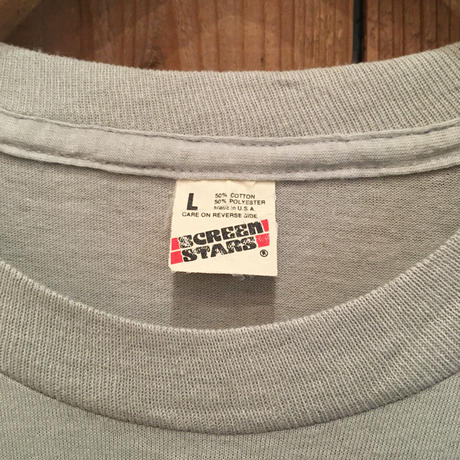 L 50% COTTON
50% POLYESTER
MADE IN U.S.A.
CARE ON REVERSE SIDE.
SCREEN
STARS ®